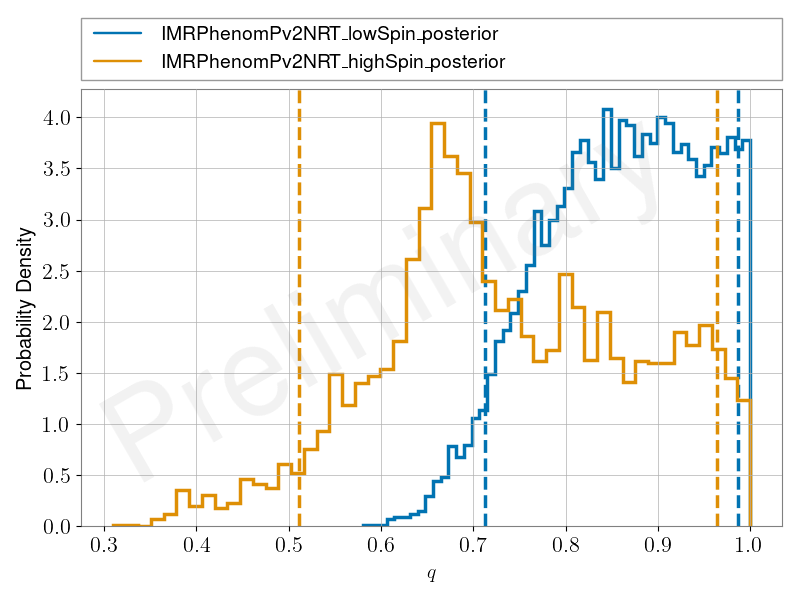 IMRPhenomPv2NRT_lowSpin_posterior
IMRPhenomPv2NRT_highSpin_posterior
Probability Density
4.0
3.5
3.0
2.5
2.0
1.5
1.0
0.5
0.0
Preliminary
0.3 0.4 0.5 0.6 0.7 0.8 0.9 1.0
q